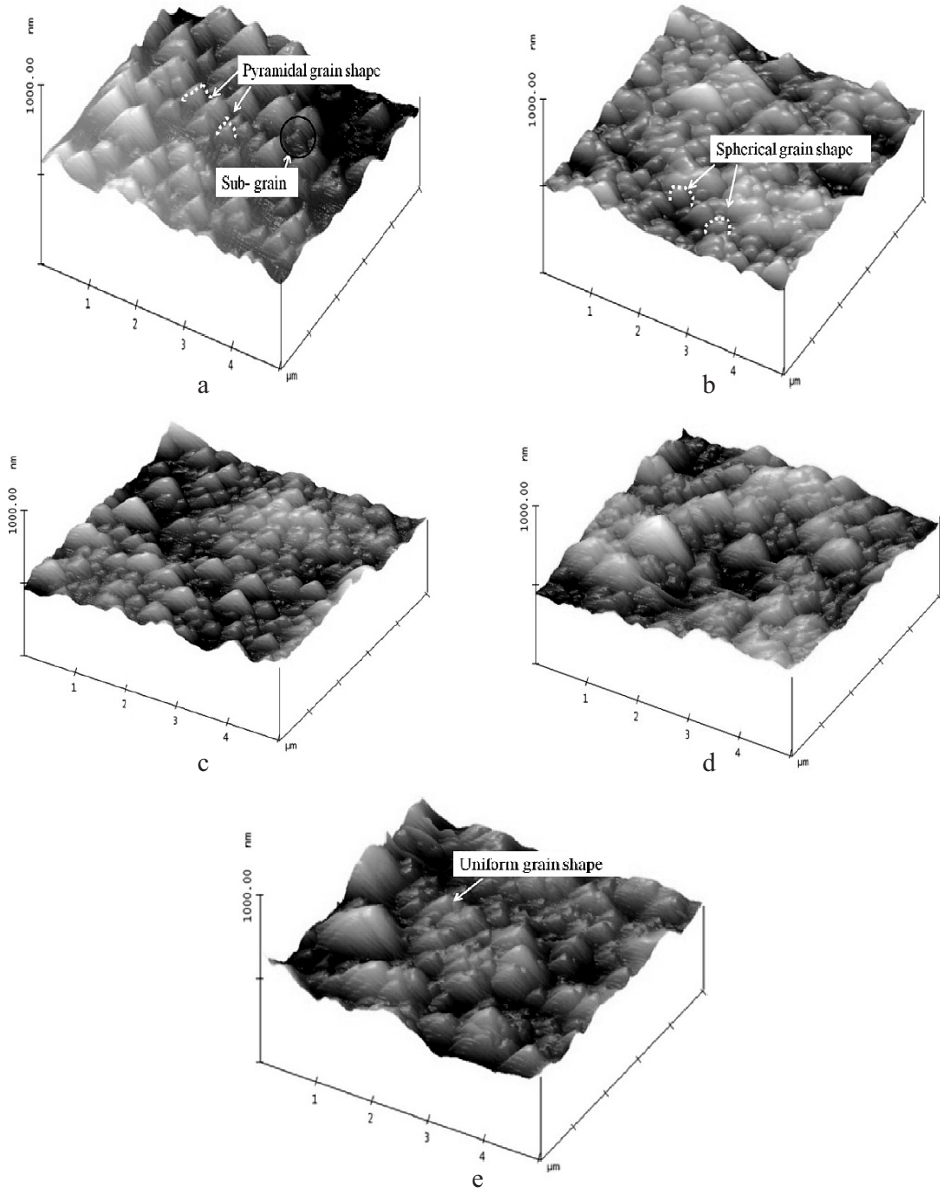 nm
1000.00
Pyramidal grain shape
Sub- grain
1
2
3
4
µm
a
nm
1000.00
Spherical grain shape
1
2
3
4
µm
b
nm
1000.00
1
2
3
4
µm
c
nm
1000.00
1
2
3
4
µm
d
nm
1000.00
Uniform grain shape
1
2
3
4
µm
e